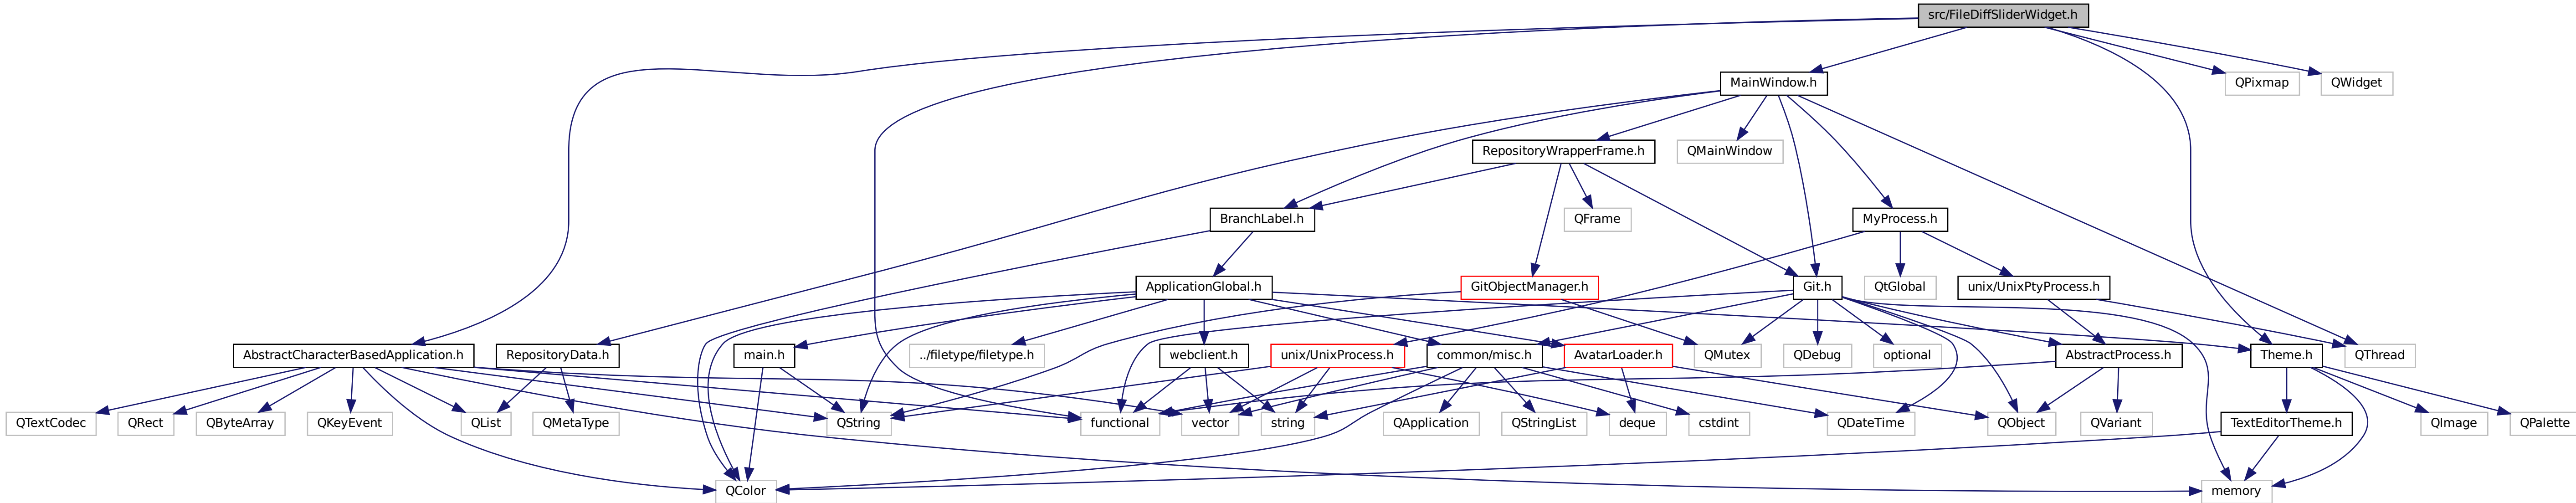 src/FileDiffSliderWidget.h
MainWindow.h
QPixmap
QWidget
RepositoryWrapperFrame.h
QMainWindow
BranchLabel.h
QFrame
MyProcess.h
ApplicationGlobal.h
GitObjectManager.h
Git.h
QtGlobal
unix/UnixPtyProcess.h
AbstractCharacterBasedApplication.h
RepositoryData.h
main.h
../filetype/filetype.h
webclient.h
unix/UnixProcess.h
common/misc.h
AvatarLoader.h
QMutex
QDebug
optional
AbstractProcess.h
Theme.h
QThread
QTextCodec
QRect
QByteArray
QKeyEvent
QList
QMetaType
QString
functional
vector
string
QApplication
QStringList
deque
cstdint
QDateTime
QObject
QVariant
TextEditorTheme.h
QImage
QPalette
QColor
memory